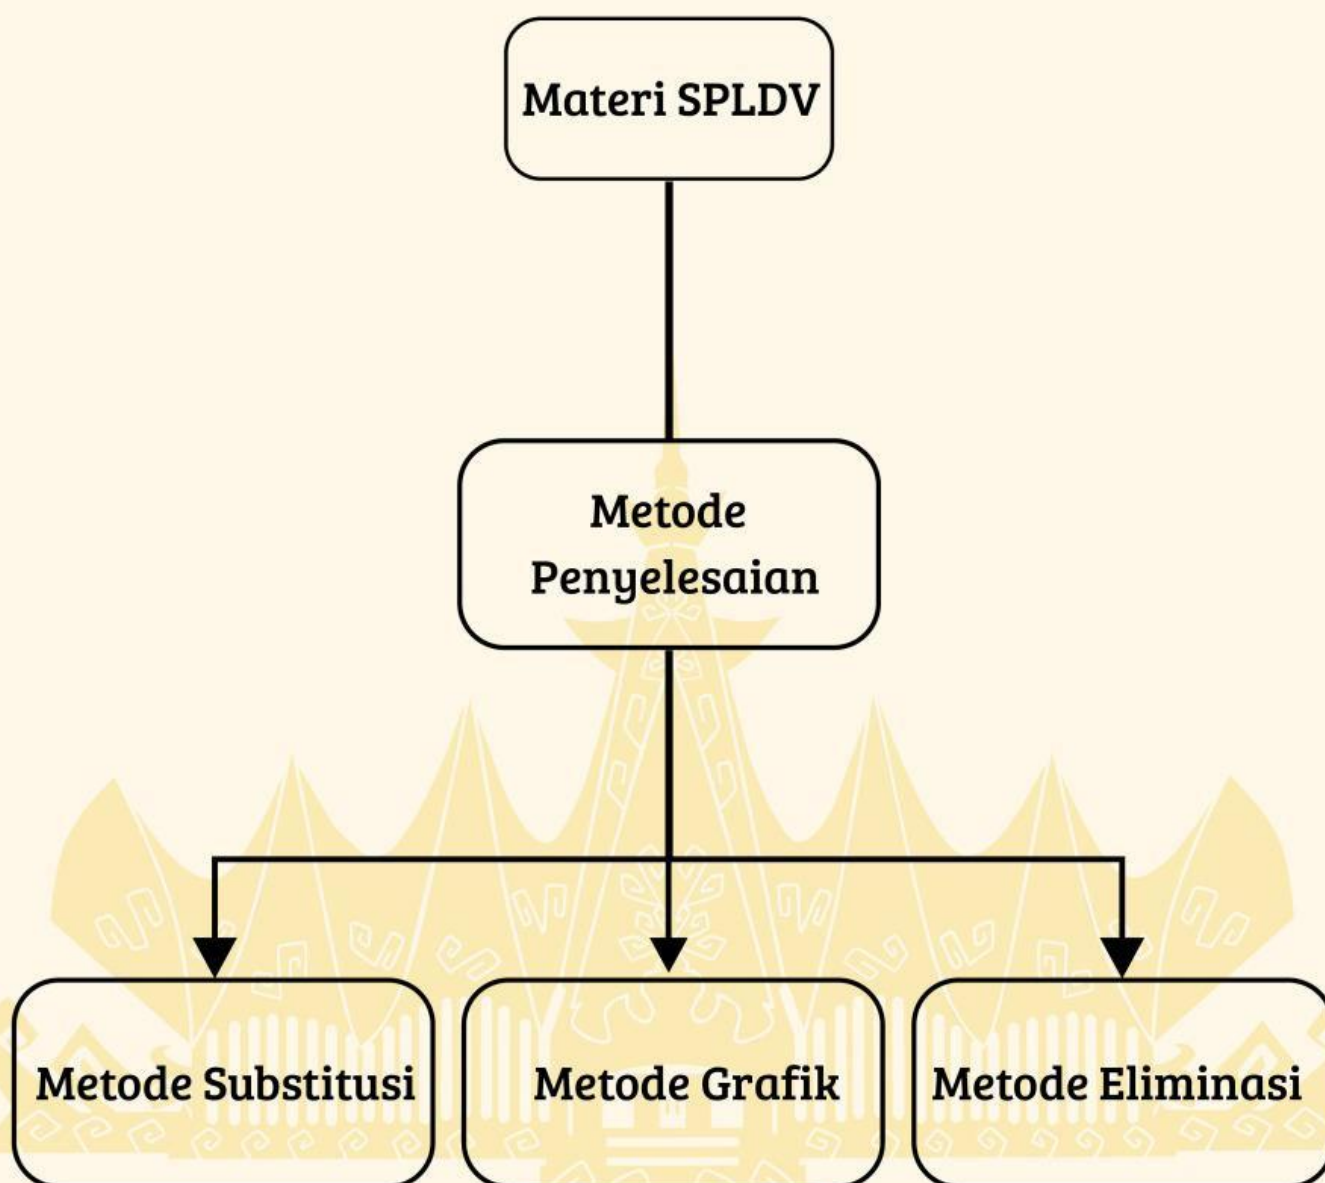 Materi SPLDV
Metode
Penyelesaian
Metode Substitusi
Metode Grafik
Metode Eliminasi